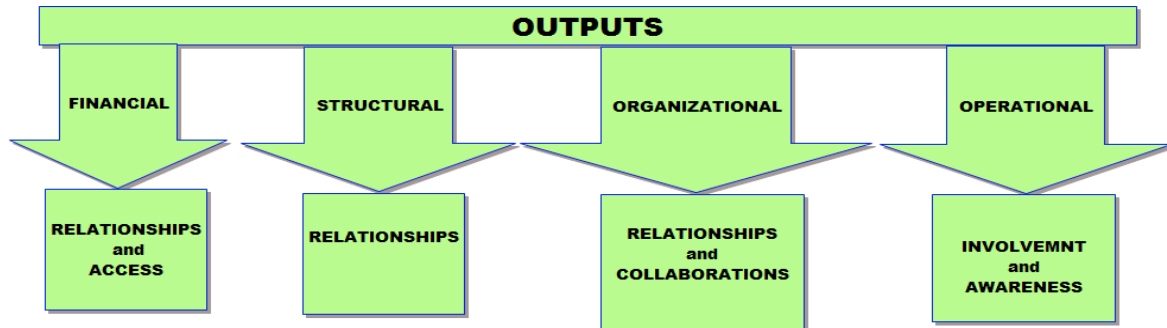 OUTPUTS
FINANCIAL
STRUCTURAL
ORGANIZATIONAL
OPERATIONAL
RELATIONSHIPS
and
ACCESS
RELATIONSHIPS
RELATIONSHIPS
and
COLLABORATIONS
INVOLVEMNT
and
AWARENESS